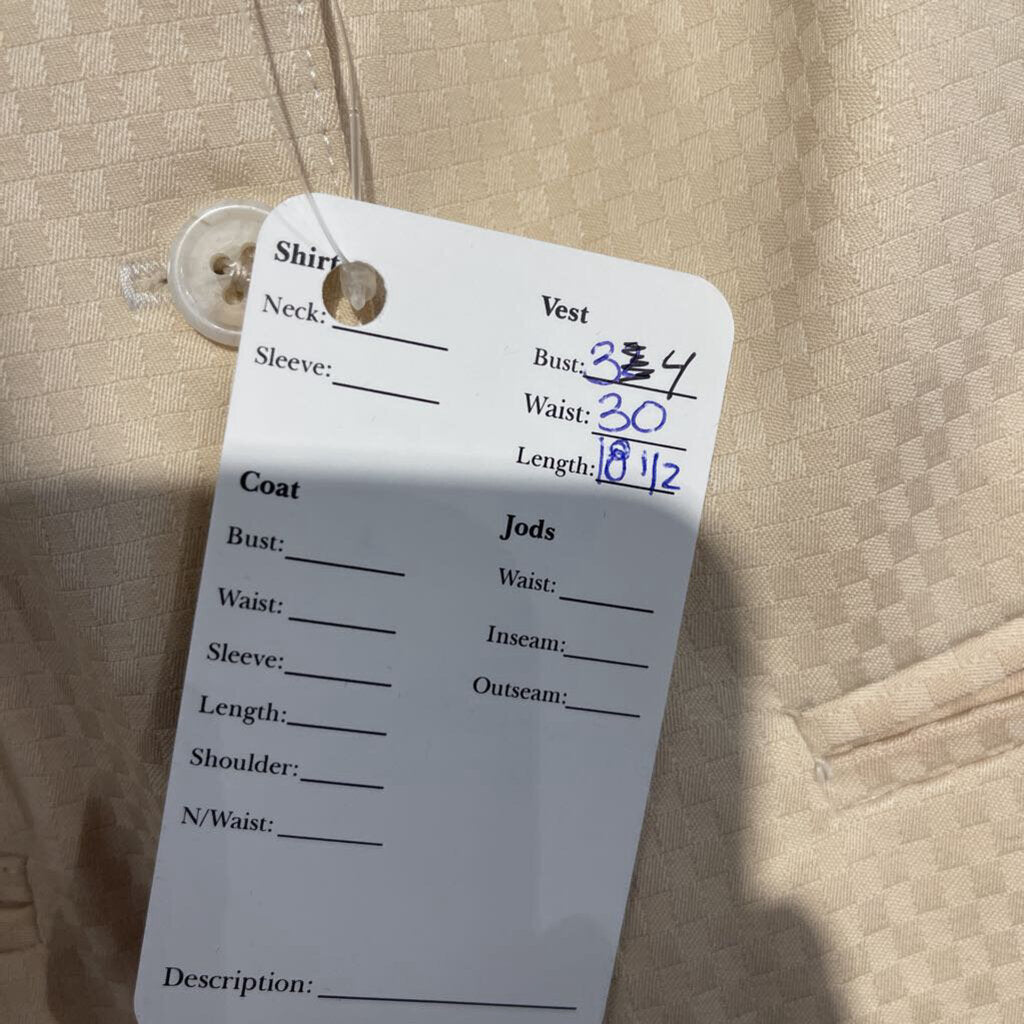 Shirt
Neck:
Sleeve:
Vest
Bust: 34
Waist: 30
Length: 18 1/2
Coat
Bust:
Waist:
Sleeve:
Length:
Shoulder:
N/Waist:
Jods
Waist:
Inseam:
Outseam:
Description: